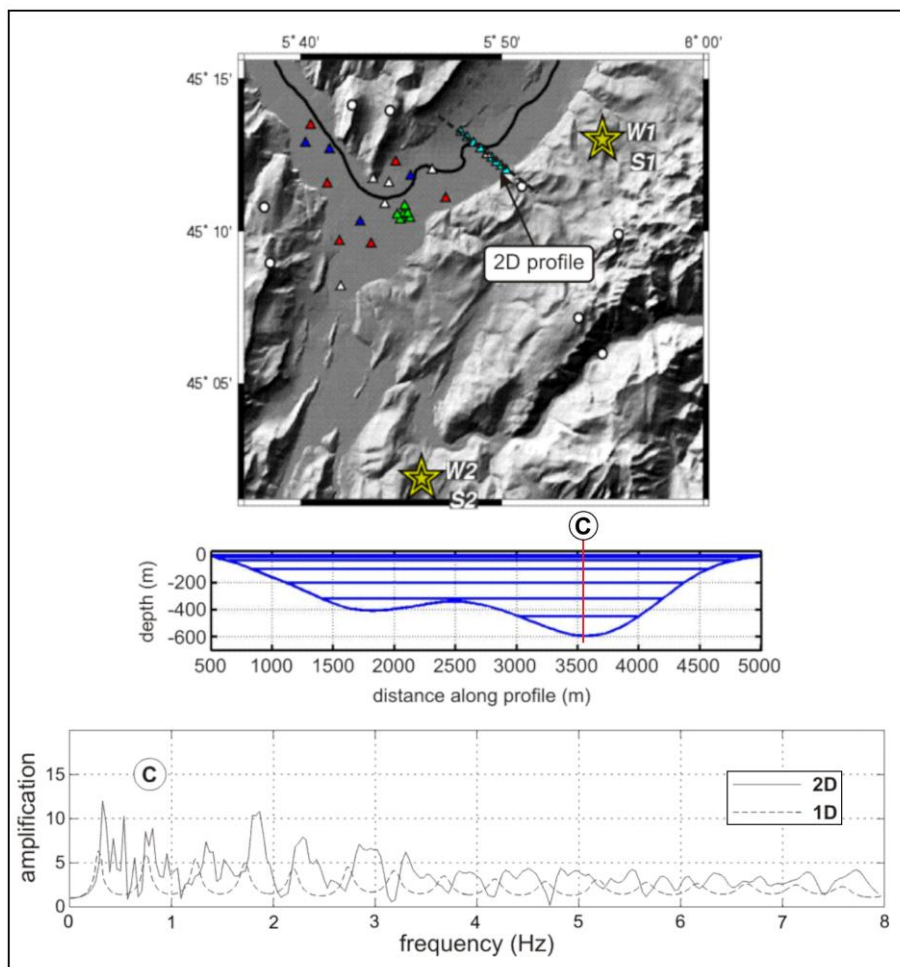 5˚ 40' 5˚ 50' 6˚ 00'
45˚ 15'
W1
S1
45˚ 10'
2D profile
45˚ 05'
W2
S2
C
0
-200
-400
-600
depth (m)
500 1000 1500 2000 2500 3000 3500 4000 4500 5000
distance along profile (m)
C
15
10
5
0
amplification
2D
1D
0 1 2 3 4 5 6 7 8
frequency (Hz)